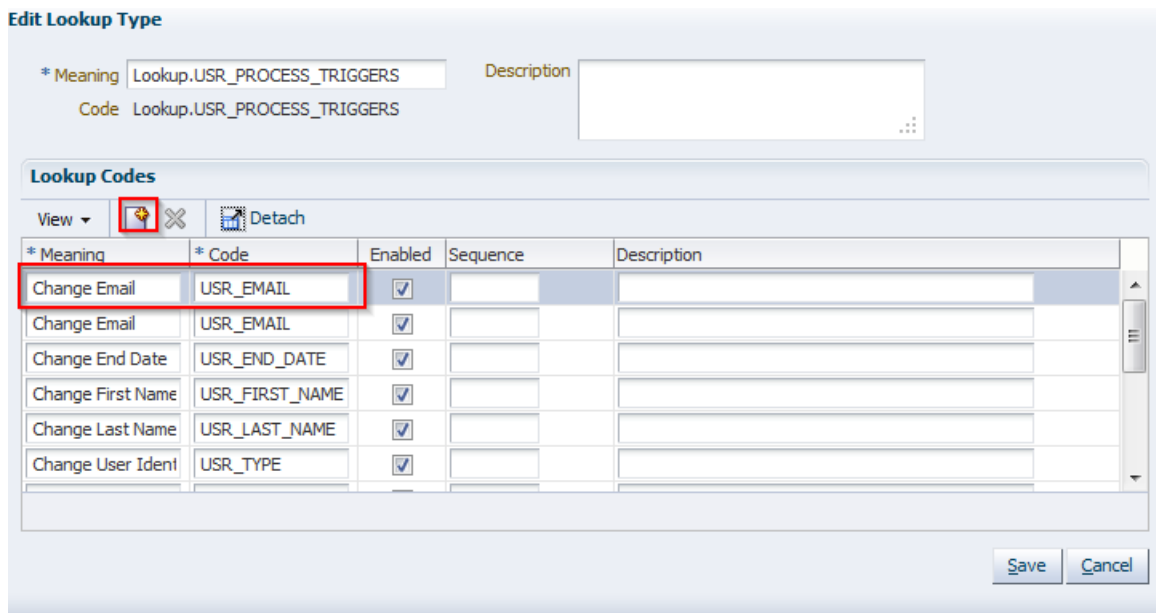 Edit Lookup Type
* Meaning Lookup.USR_PROCESS_TRIGGERS Description
Code Lookup.USR_PROCESS_TRIGGERS
Lookup Codes
View Detach
* Meaning * Code Enabled Sequence Description
Change Email USR_EMAIL
Change Email USR_EMAIL
Change End Date USR_END_DATE
Change First Name USR_FIRST_NAME
Change Last Name USR_LAST_NAME
Change User Ident USR_TYPE
Save Cancel